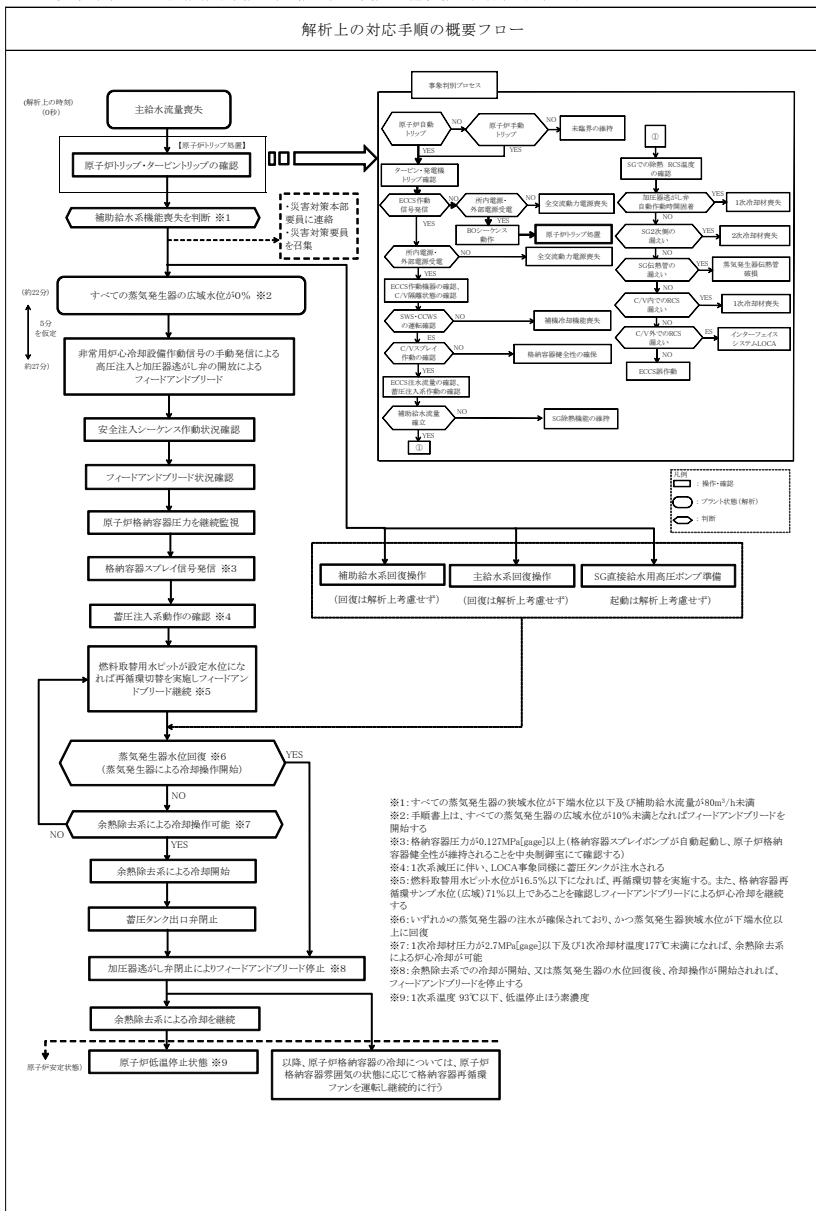 解析上の対応手順の概要フロー
(解析上の時刻)
(0秒)
主給水流量喪失
【原子炉トリップ処置】
原子炉トリップ・タービントリップの確認
補助給水系機能喪失を判断 ※1
・災害対策本部
要員に連絡
・災害対策要員
を召集
(約22分)
すべての蒸気発生器の広域水位が0% ※2
5分
を仮定
約27分)
非常用炉心冷却設備作動信号の手動発信による
高圧注入と加圧器逃がし弁の開放による
フィードアンドブリード
安全注入シーケンス作動状況確認
フィードアンドブリード状況確認
原子炉格納容器圧力を継続監視
格納容器スプレイ信号発信 ※3
蓄圧注入系動作の確認 ※4
燃料取替用水ピットが設定水位にな
れば再循環切替を実施しフィードアン
ドブリード継続 ※5
蒸気発生器水位回復 ※6
(蒸気発生器による冷却操作開始)
YES
NO
余熱除去系による冷却操作可能 ※7
NO
YES
余熱除去系による冷却開始
蓄圧タンク出口弁閉止
加圧器逃がし弁閉止によりフィードアンドブリード停止 ※8
余熱除去系による冷却を継続
原子炉安定状態)
原子炉低温停止状態 ※9
以降、原子炉格納容器の冷却については、原子炉
格納容器雰囲気の状態に応じて格納容器再循環
ファンを運転し継続的に行う
事象判別プロセス
原子炉自動
トリップ
NO
原子炉手動
トリップ
NO
未臨界の維持
YES
YES
タービン・発電機
トリップ確認
ECCS作動
信号発信
NO
所内電源・
外部電源受電
NO
全交流動力電源喪失
YES
YES
BOシーケンス
動作
原子炉トリップ処置
所内電源・
外部電源受電
NO
全交流動力電源喪失
YES
ECCS作動機器の確認、
C/V隔離状態の確認
SWS・CCWS
の運転確認
NO
補機冷却機能喪失
ES
C/Vスプレイ
作動の確認
NO
格納容器健全性の確保
YES
ECCS注水流量の確認、
蓄圧注入系作動の確認
補助給水流量
確立
NO
SG除熱機能の維持
YES
①
①
SGでの除熱 RCS温度
の確認
加圧器逃がし弁
自動作動時開固着
YES
1次冷却材喪失
NO
SG2次側の
漏えい
YES
2次冷却材喪失
NO
SG伝熱管の
漏えい
YES
蒸気発生器伝熱管
破損
NO
C/V内でのRCS
漏えい
YES
1次冷却材喪失
NO
C/V外でのRCS
漏えい
ES
インターフェイス
システムLOCA
NO
ECCS誤作動
凡例
：操作・確認
：プラント状態(解析)
：判断
補助給水系回復操作
(回復は解析上考慮せず)
主給水系回復操作
(回復は解析上考慮せず)
SG直接給水用高圧ポンプ準備
起動は解析上考慮せず)
※1：すべての蒸気発生器の狭域水位が下端水位以下及び補助給水流量が80m³/h未満
※2：手順書上は、すべての蒸気発生器の広域水位が10%未満となればフィードアンドブリードを
開始する
※3：格納容器圧力が0.127MPa[gage]以上(格納容器スプレイポンプが自動起動し、原子炉格納
容器健全性が維持されることを中央制御室にて確認する)
※4：1次系減圧に伴い、LOCA事象同様に蓄圧タンクが注水される
※5：燃料取替用水ピット水位が16.5%以下になれば、再循環切替を実施する。また、格納容器再
循環サンプ水位(広域)71%以上であることを確認しフィードアンドブリードによる炉心冷却を継続
する
※6：いずれかの蒸気発生器の注水が確保されており、かつ蒸気発生器狭域水位が下端水位以
上に回復
※7：1次冷却材圧力が2.7MPa[gage]以下及び1次冷却材温度177℃未満になれば、余熱除去系
による炉心冷却が可能
※8：余熱除去系での冷却が開始、又は蒸気発生器の水位回復後、冷却操作が開始されれば、
フィードアンドブリードを停止する
※9：1次系温度 93℃以下、低温停止ほう素濃度